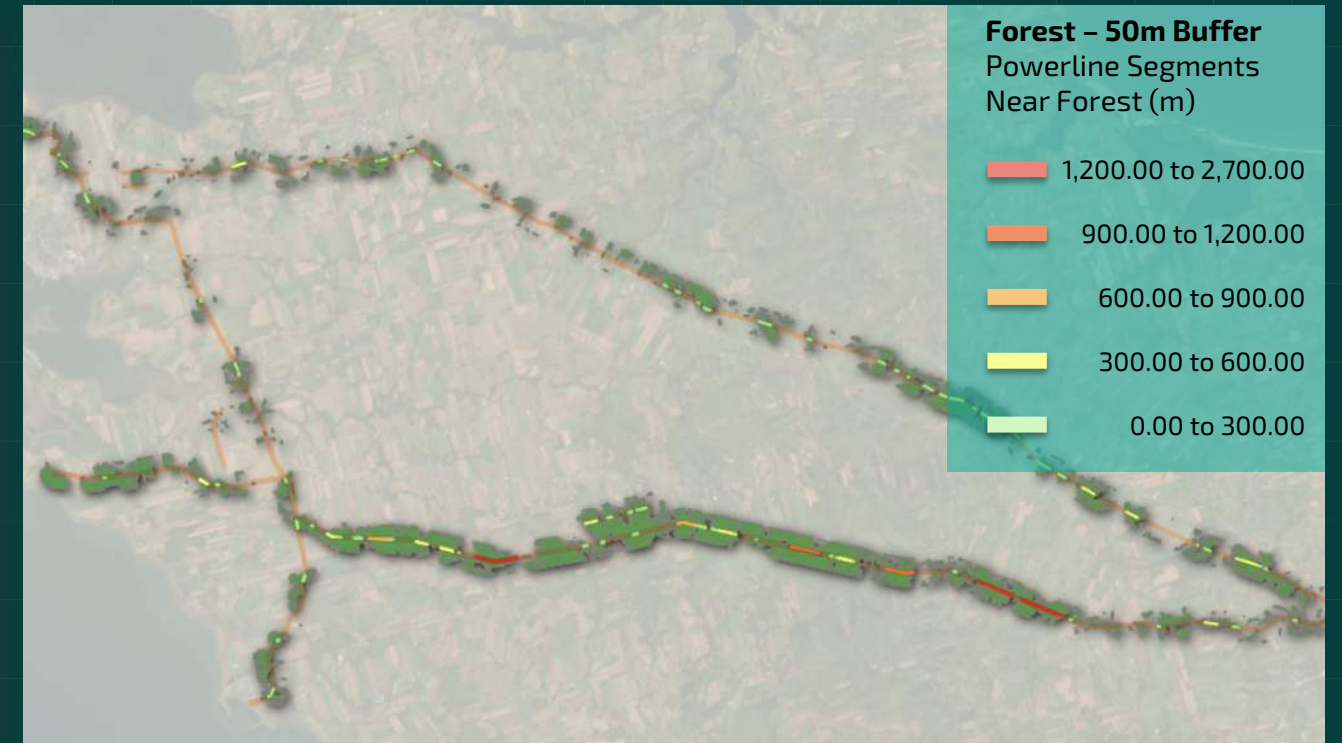 Forest – 50m Buffer
Powerline Segments
Near Forest (m)
1,200.00 to 2,700.00
900.00 to 1,200.00
600.00 to 900.00
300.00 to 600.00
0.00 to 300.00